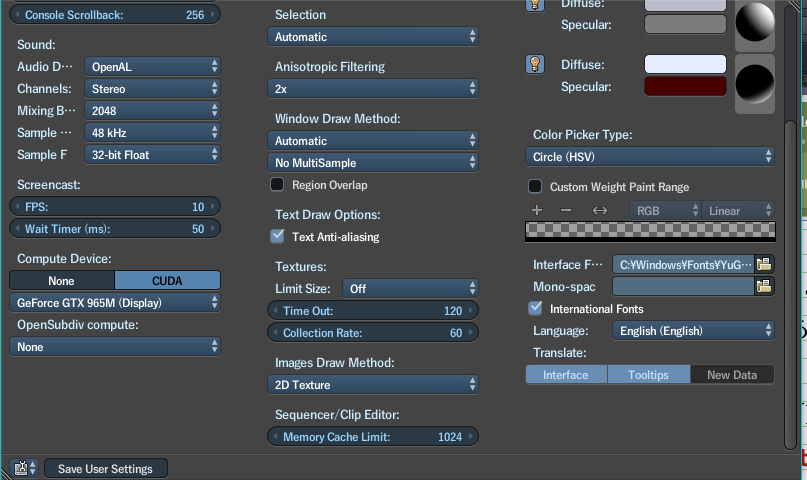 Console Scrollback: 256
Sound:
Audio D··· OpenAL
Channels: Stereo
Mixing B··· 2048
Sample ··· 48 kHz
Sample F 32-bit Float
Screencast:
FPS: 10
Wait Timer (ms): 50
Compute Device:
None CUDA
GeForce GTX 965M (Display)
OpenSubdiv compute:
None
Selection
Automatic
Anisotropic Filtering
2x
Window Draw Method:
Automatic
No MultiSample
Region Overlap
Text Draw Options:
Text Anti-aliasing
Textures:
Limit Size: Off
Time Out: 120
Collection Rate: 60
Images Draw Method:
2D Texture
Sequencer/Clip Editor:
Memory Cache Limit: 1024
Diffuse:
Specular:
Diffuse:
Specular:
Color Picker Type:
Circle (HSV)
Custom Weight Paint Range
RGB Linear
Interface F··· C:¥Windows¥Fonts¥YuG···
Mono-spac
International Fonts
Language: English (English)
Translate:
Interface Tooltips New Data
Save User Settings